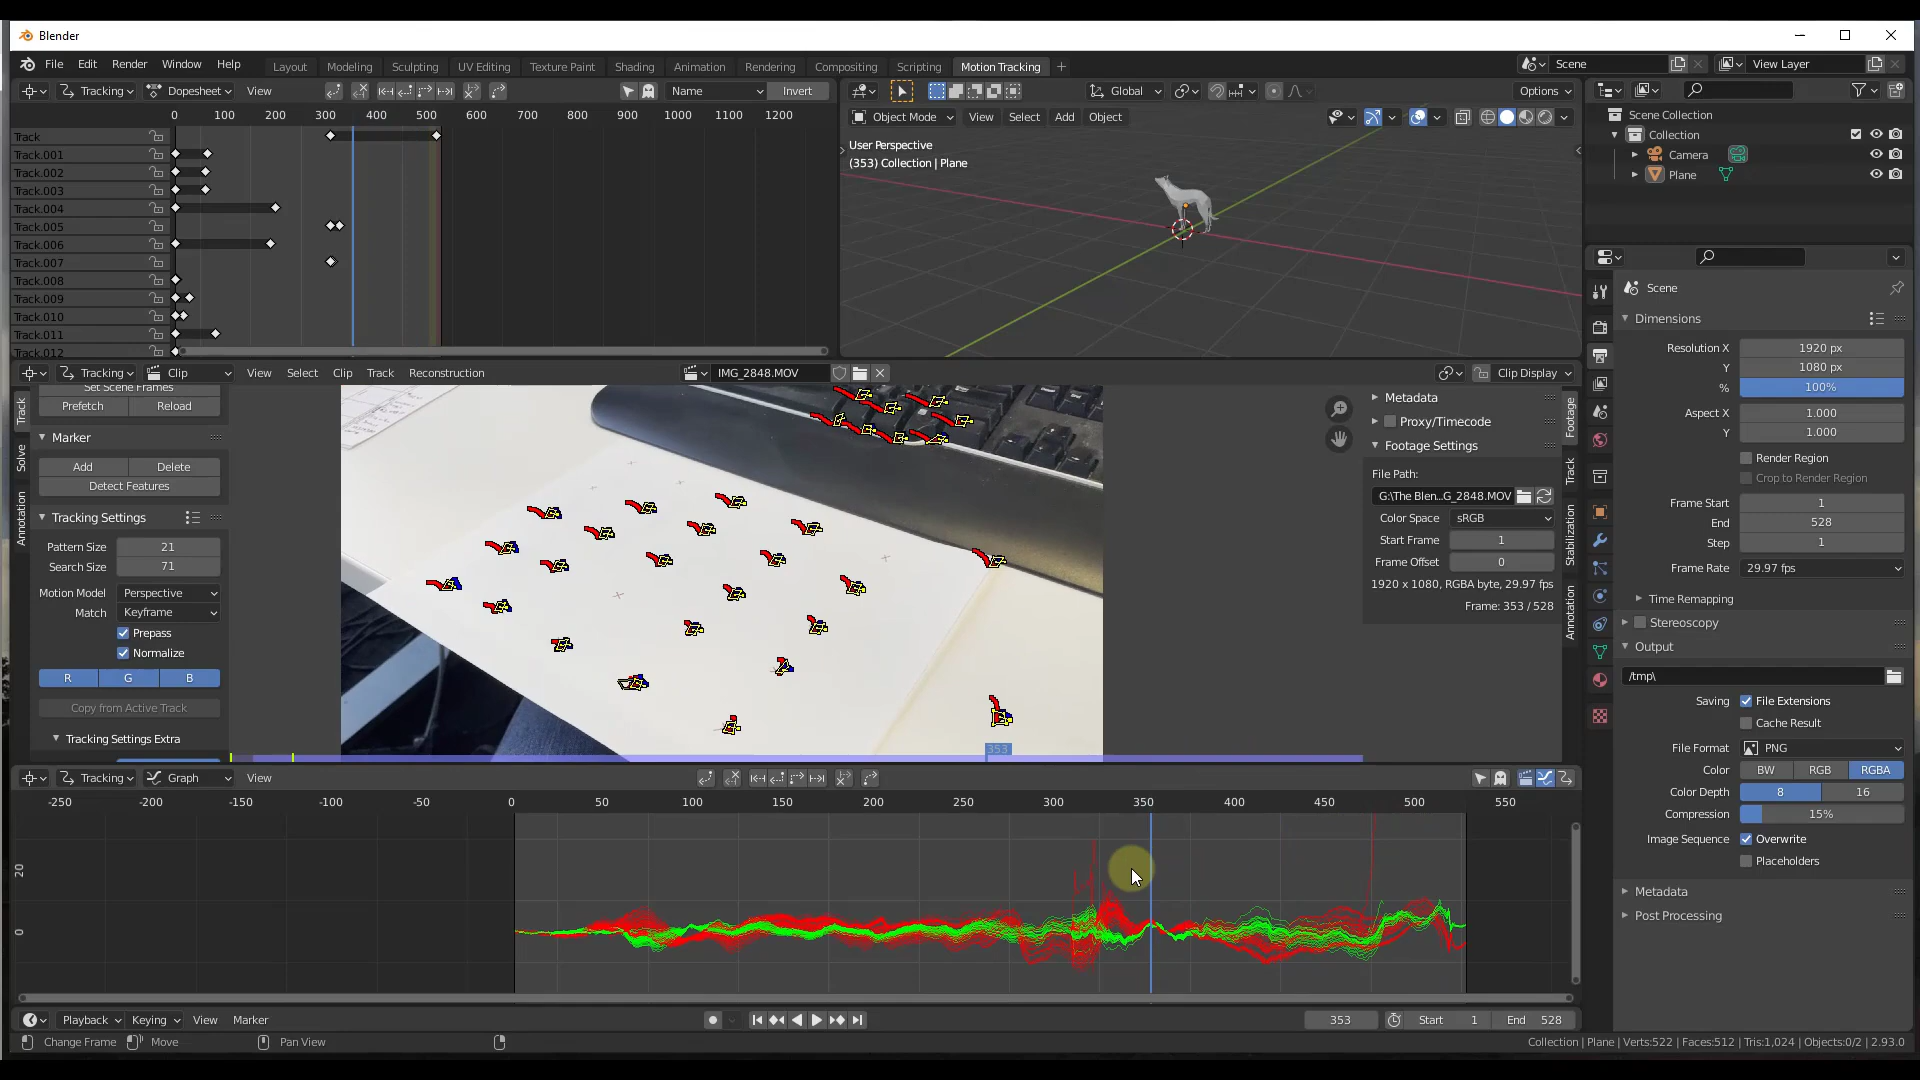 Blender
File Edit Render Window Help Layout Modeling Sculpting UV Editing Texture Paint Shading Animation Rendering Compositing Scripting Motion Tracking + Scene View Layer
Tracking Dopesheet View Name Invert Global Options
0 100 200 300 400 500 600 700 800 900 1000 1100 1200
Object Mode View Select Add Object
Scene Collection
Track
Collection
Track.001
User Perspective
Camera
(353) Collection | Plane
Track.002
Plane
Track.003
Track.004
Track.005
Track.006
Track.007
Track.008
Track.009
Track.010
Track.011
Track.012
Scene
Dimensions
Resolution X 1920 px
Y 1080 px
% 100%
Aspect X 1.000
Y 1.000
Render Region
Crop to Render Region
Frame Start 1
End 528
Step 1
Frame Rate 29.97 fps
Time Remapping
Stereoscopy
Output
/tmp\
Saving File Extensions
Cache Result
File Format PNG
Color BW RGB RGBA
Color Depth 8 16
Compression 15%
Image Sequence Overwrite
Placeholders
Metadata
Post Processing
Tracking Clip View Select Clip Track Reconstruction IMG_2848.MOV Clip Display
Set Scene Frames
Prefetch Reload
Marker
Add Delete
Detect Features
Tracking Settings
Pattern Size 21
Search Size 71
Motion Model Perspective
Match Keyframe
Prepass
Normalize
R G B
Copy from Active Track
Tracking Settings Extra
Track
Solve
Annotation
Metadata
Proxy/Timecode
Footage Settings
File Path:
G:\The Blen...G_2848.MOV
Color Space sRGB
Start Frame 1
Frame Offset 0
1920 x 1080, RGBA byte, 29.97 fps
Frame: 353 / 528
Footage
Track
Stabilization
Annotation
353
Tracking Graph View
-250 -200 -150 -100 -50 0 50 100 150 200 250 300 350 400 450 500 550
20
0
Playback Keying View Marker 353 Start 1 End 528
Change Frame Move Pan View Collection | Plane | Verts:522 | Faces:512 | Tris:1,024 | Objects:0/2 | 2.93.0